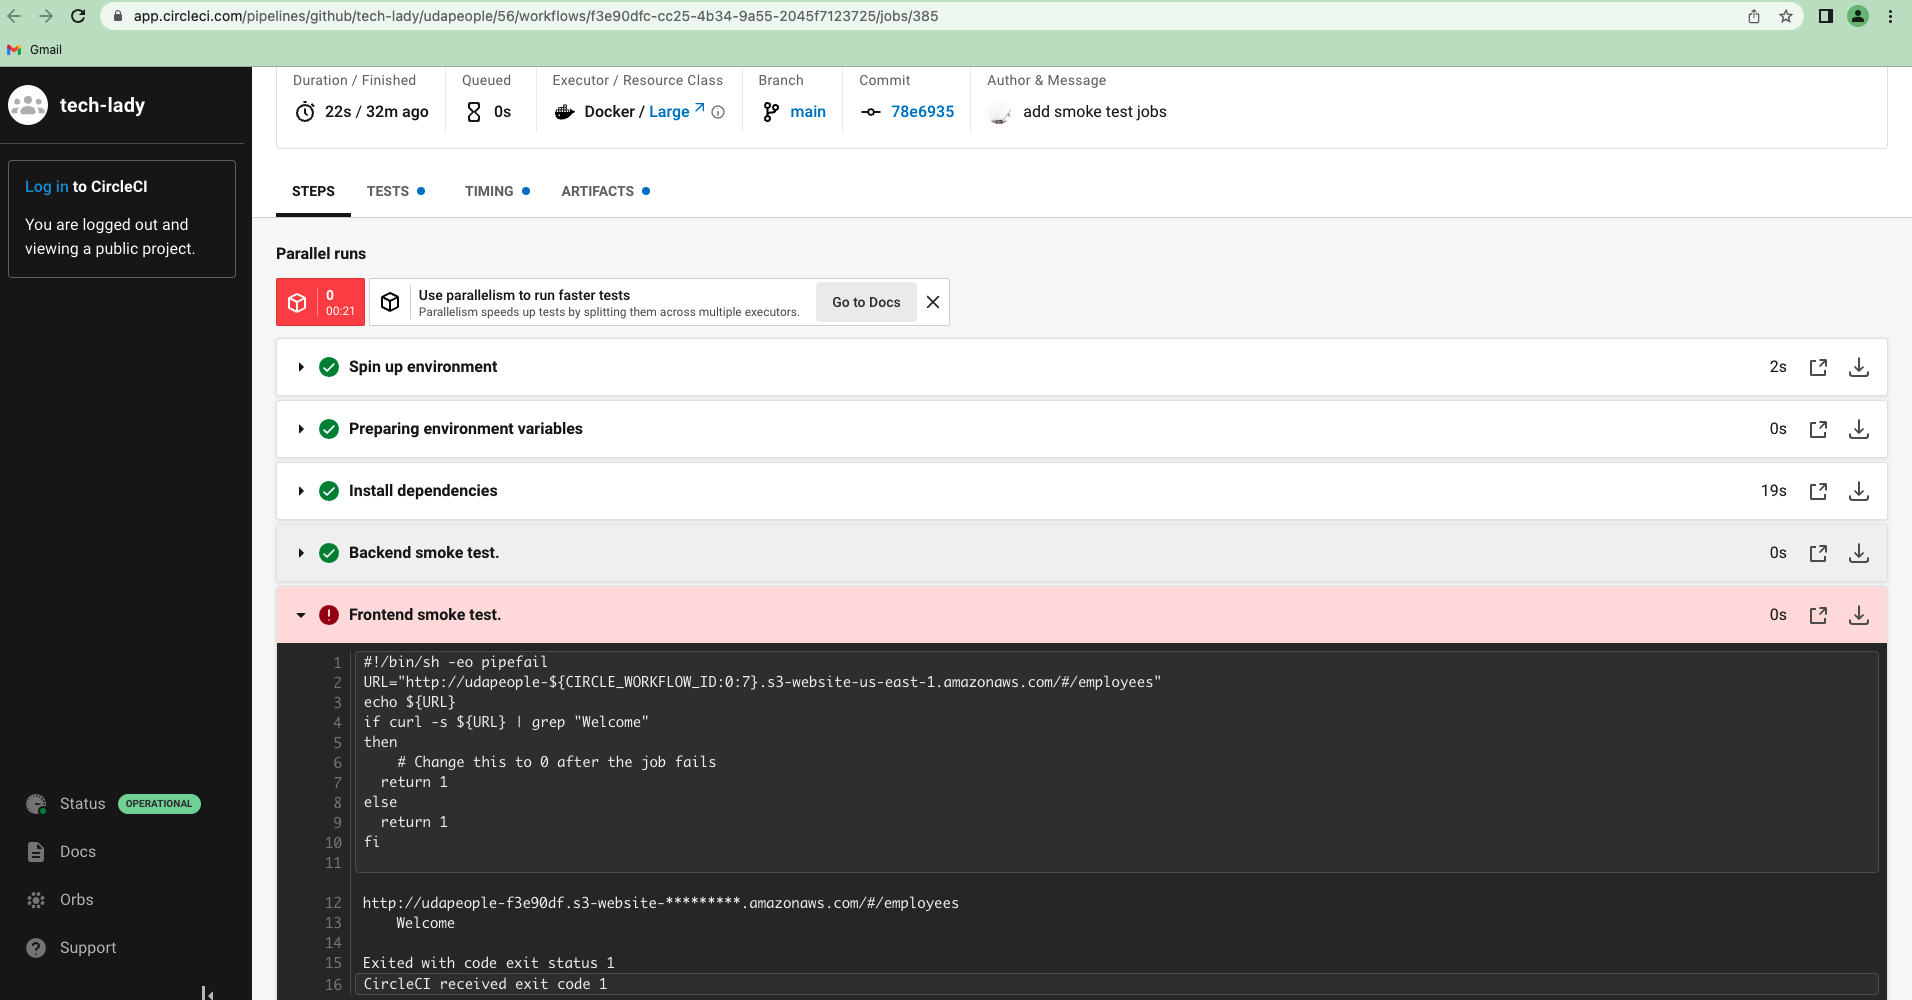 app.circleci.com/pipelines/github/tech-lady/udapeople/56/workflows/f3e90dfc-cc25-4b34-9a55-2045f7123725/jobs/385
Gmail
tech-lady
Log in to CircleCI
You are logged out and
viewing a public project.
Status OPERATIONAL
Docs
Orbs
Support
Duration / Finished
22s / 32m ago
Queued
0s
Executor / Resource Class
Docker / Large
Branch
main
Commit
78e6935
Author & Message
add smoke test jobs
STEPS TESTS TIMING ARTIFACTS
Parallel runs
0
00:21
Use parallelism to run faster tests
Parallelism speeds up tests by splitting them across multiple executors.
Go to Docs
Spin up environment 2s
Preparing environment variables 0s
Install dependencies 19s
Backend smoke test. 0s
Frontend smoke test. 0s
1 #!/bin/sh -eo pipefail
2 URL="http://udapeople-${CIRCLE_WORKFLOW_ID:0:7}.s3-website-us-east-1.amazonaws.com/#/employees"
3 echo ${URL}
4 if curl -s ${URL} | grep "Welcome"
5 then
6     # Change this to 0 after the job fails
7   return 1
8 else
9   return 1
10 fi
11
12 http://udapeople-f3e90df.s3-website-*********.amazonaws.com/#/employees
13     Welcome
14
15 Exited with code exit status 1
16 CircleCI received exit code 1